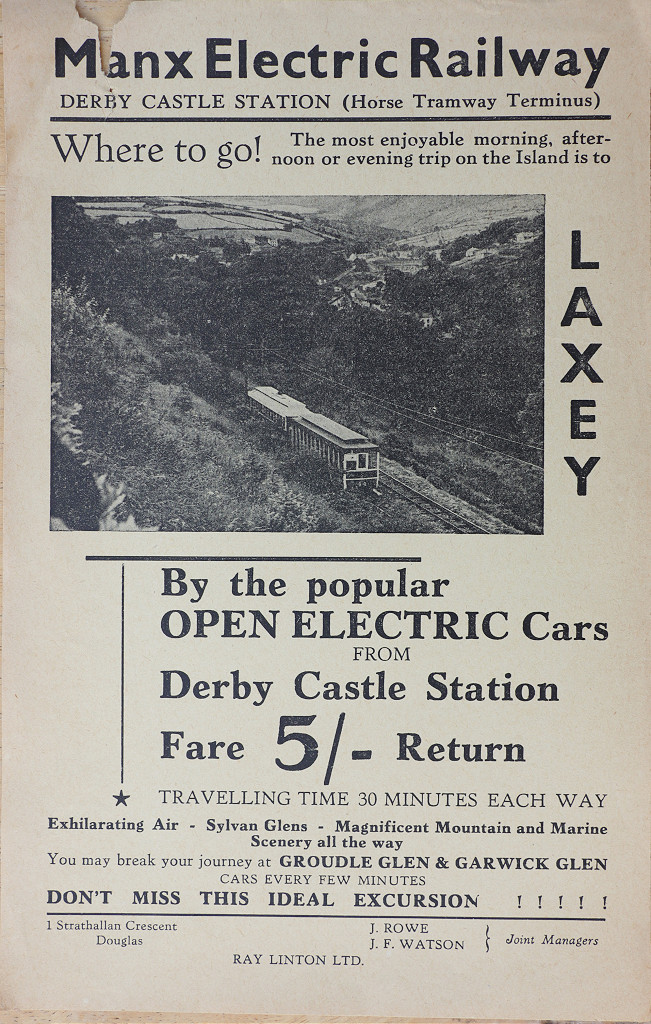 Manx Electric Railway
DERBY CASTLE STATION (Horse Tramway Terminus)
Where to go! The most enjoyable morning, after-
noon or evening trip on the Island is to
LAXEY
By the popular
OPEN ELECTRIC Cars
FROM
Derby Castle Station
Fare 5/- Return
TRAVELLING TIME 30 MINUTES EACH WAY
Exhilarating Air - Sylvan Glens - Magnificent Mountain and Marine
Scenery all the way
You may break your journey at GROUDLE GLEN & GARWICK GLEN
CARS EVERY FEW MINUTES
DON'T MISS THIS IDEAL EXCURSION ! ! ! ! !
1 Strathallan Crescent
Douglas
J. ROWE
J. F. WATSON
Joint Managers
RAY LINTON LTD.